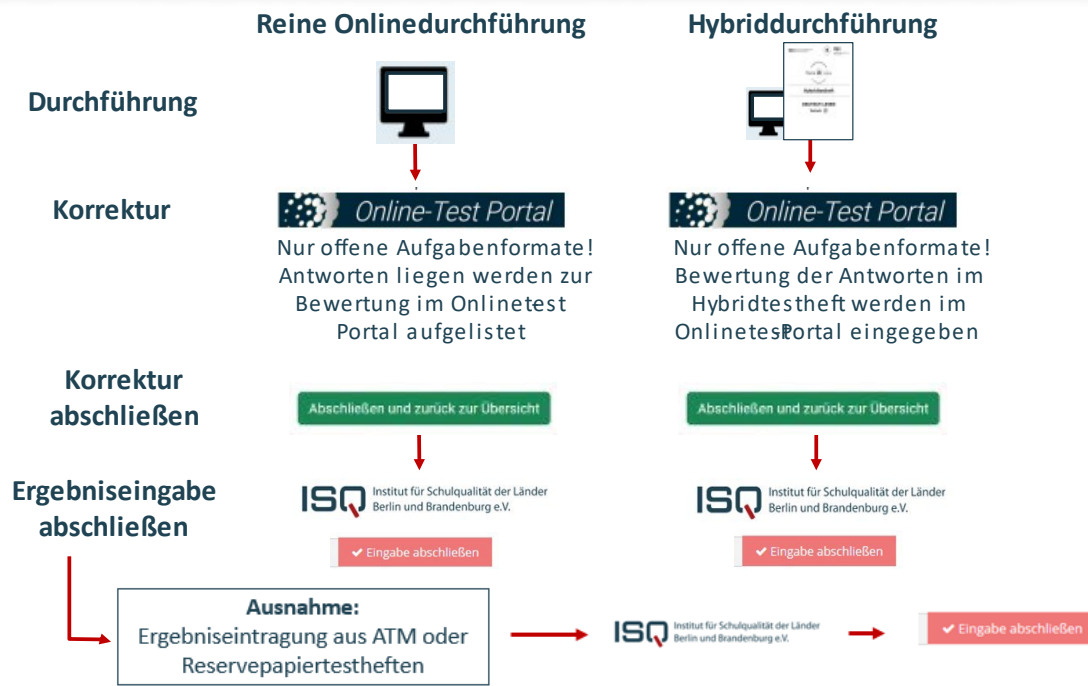 Reine Onlinedurchführung
Hybriddurchführung
Durchführung
Korrektur
Online-Test Portal
Nur offene Aufgabenformate!
Antworten liegen werden zur
Bewertung im Onlinetest
Portal aufgelistet
Online-Test Portal
Nur offene Aufgabenformate!
Bewertung der Antworten im
Hybridtestheft werden im
OnlinetestPortal eingegeben
Korrektur
abschließen
Abschließen und zurück zur Übersicht
Abschließen und zurück zur Übersicht
Ergebniseingabe
abschließen
ISQ Institut für Schulqualität der Länder
Berlin und Brandenburg e.V.
✔ Eingabe abschließen
ISQ Institut für Schulqualität der Länder
Berlin und Brandenburg e.V.
✔ Eingabe abschließen
Ausnahme:
Ergebniseintragung aus ATM oder
Reservepapiertestheften
ISQ Institut für Schulqualität der Länder
Berlin und Brandenburg e.V.
✔ Eingabe abschließen